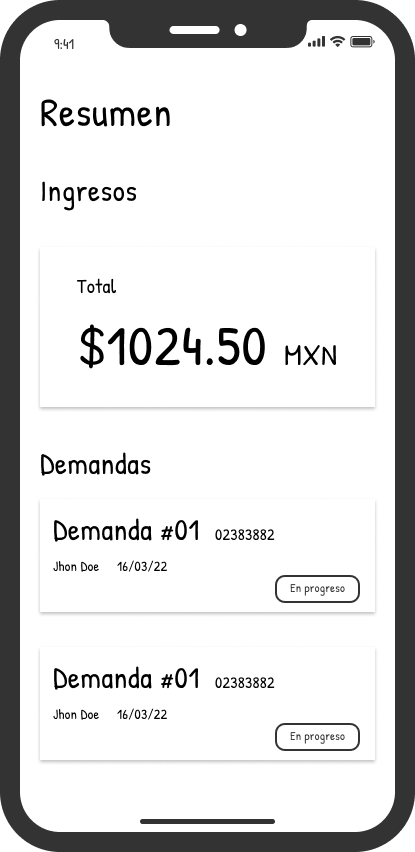 9:41
Resumen
Ingresos
Total
$1024.50 MXN
Demandas
Demanda #01 02383882
Jhon Doe 16/03/22
En progreso
Demanda #01 02383882
Jhon Doe 16/03/22
En progreso